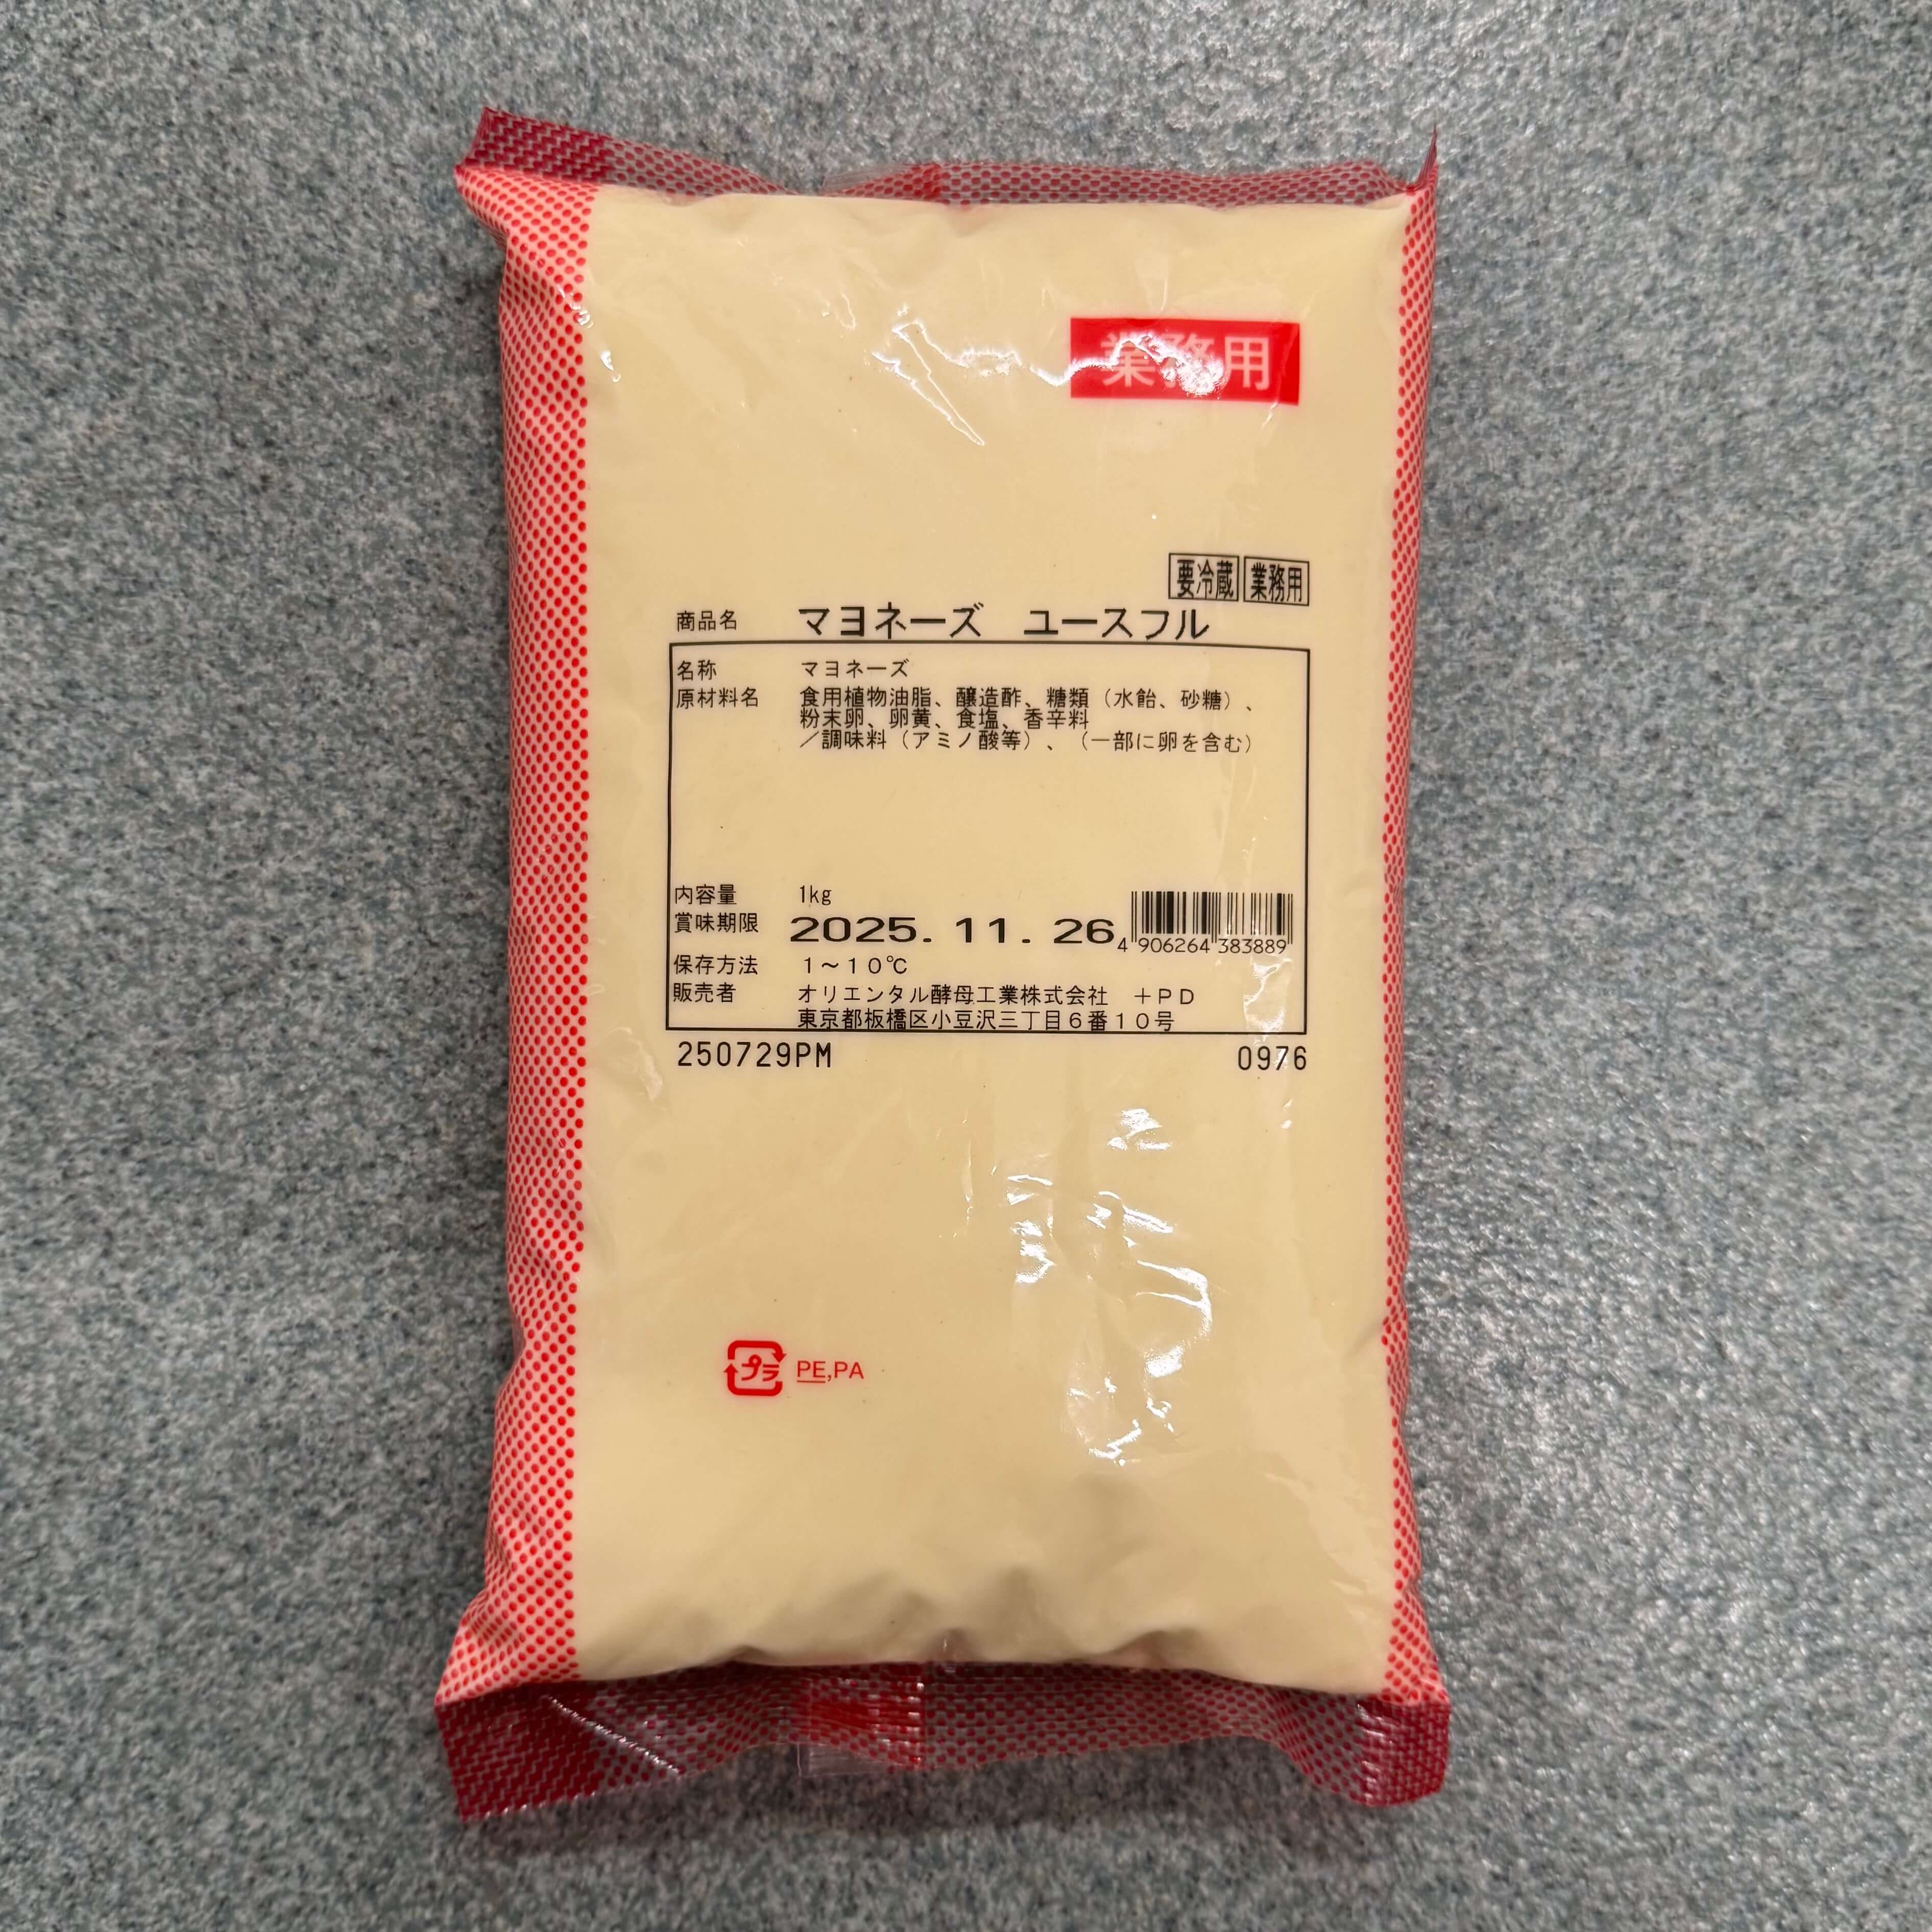 業務用
要冷蔵 業務用
商品名 マヨネーズ ユースフル
名称 マヨネーズ
原材料名 食用植物油脂、醸造酢、糖類（水飴、砂糖）、
粉末卵、卵黄、食塩、香辛料
／調味料（アミノ酸等）、（一部に卵を含む）
内容量 1kg
賞味期限 2025. 11. 26
4 906264 383889
保存方法 １～１０℃
販売者 オリエンタル酵母工業株式会社 ＋ＰＤ
東京都板橋区小豆沢三丁目６番１０号
250729PM 0976
プラ PE,PA